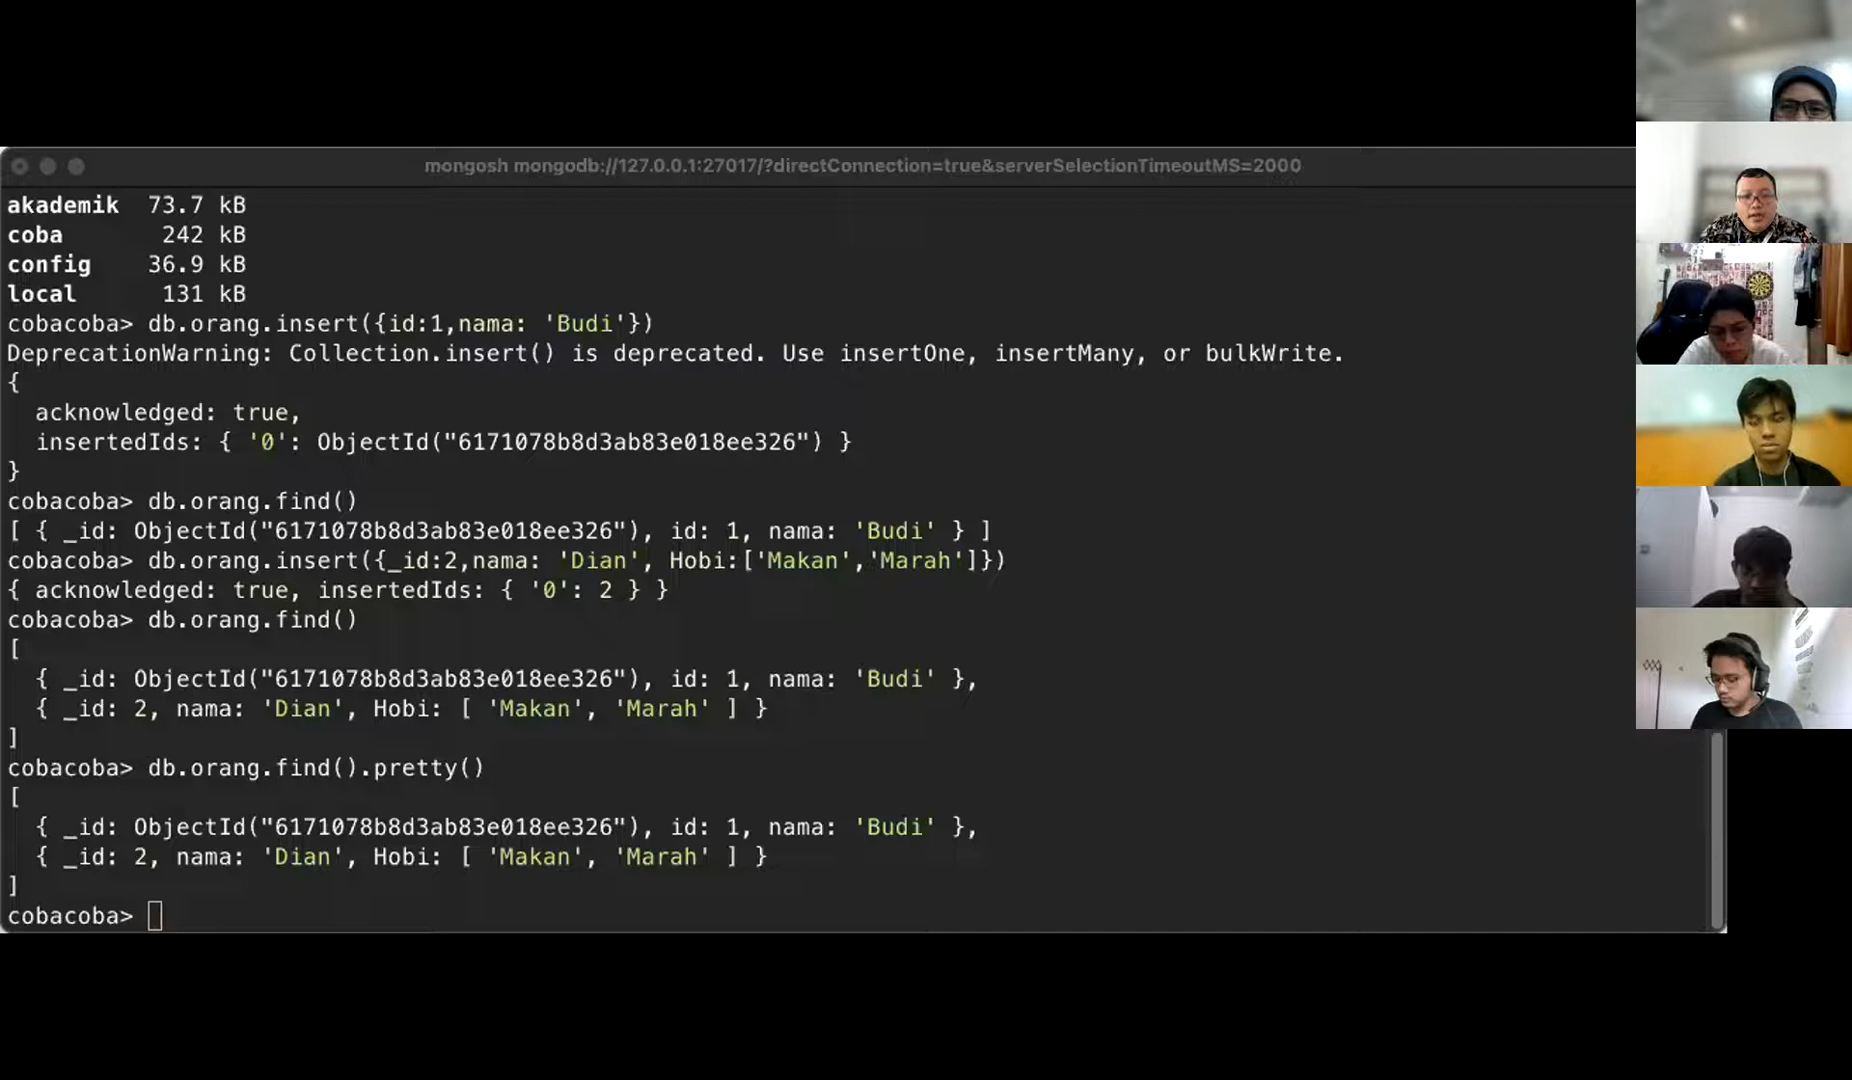 mongosh mongodb://127.0.0.1:27017/?directConnection=true&serverSelectionTimeoutMS=2000
akademik  73.7 kB
coba       242 kB
config    36.9 kB
local      131 kB
cobacoba> db.orang.insert({id:1,nama: 'Budi'})
DeprecationWarning: Collection.insert() is deprecated. Use insertOne, insertMany, or bulkWrite.
{
  acknowledged: true,
  insertedIds: { '0': ObjectId("6171078b8d3ab83e018ee326") }
}
cobacoba> db.orang.find()
[ { _id: ObjectId("6171078b8d3ab83e018ee326"), id: 1, nama: 'Budi' } ]
cobacoba> db.orang.insert({_id:2,nama: 'Dian', Hobi:['Makan','Marah']})
{ acknowledged: true, insertedIds: { '0': 2 } }
cobacoba> db.orang.find()
[
  { _id: ObjectId("6171078b8d3ab83e018ee326"), id: 1, nama: 'Budi' },
  { _id: 2, nama: 'Dian', Hobi: [ 'Makan', 'Marah' ] }
]
cobacoba> db.orang.find().pretty()
[
  { _id: ObjectId("6171078b8d3ab83e018ee326"), id: 1, nama: 'Budi' },
  { _id: 2, nama: 'Dian', Hobi: [ 'Makan', 'Marah' ] }
]
cobacoba>